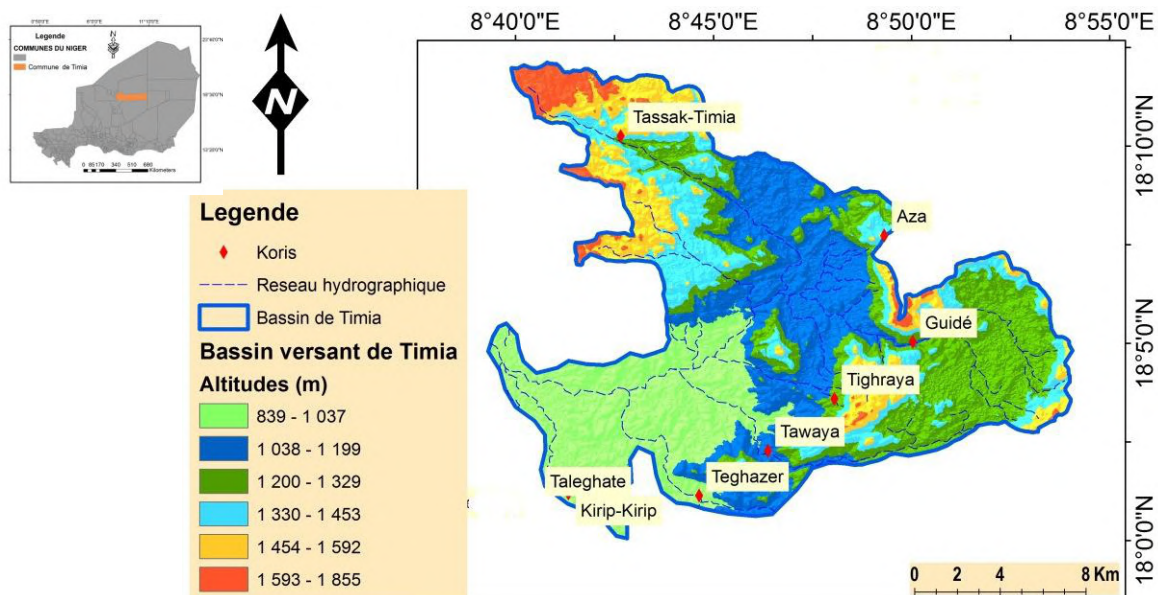 Legende
COMMUNES DU NIGER
Commune de Timia
N
Kilometers
N
8°40'0"E
8°45'0"E
8°50'0"E
8°55'0"E
18°10'0"N
18°5'0"N
18°0'0"N
Tassak-Timia
Aza
Guidé
Tighraya
Tawaya
Teghazer
Taleghate
Kirip-Kirip
Legende
Koris
Reseau hydrographique
Bassin de Timia
Bassin versant de Timia
Altitudes (m)
839 - 1 037
1 038 - 1 199
1 200 - 1 329
1 330 - 1 453
1 454 - 1 592
1 593 - 1 855
0 2 4 8 Km